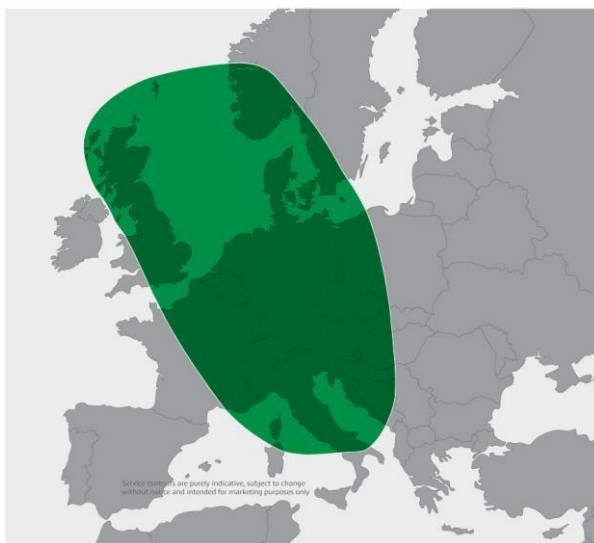 Service contours are purely indicative, subject to change
without notice and intended for marketing purposes only